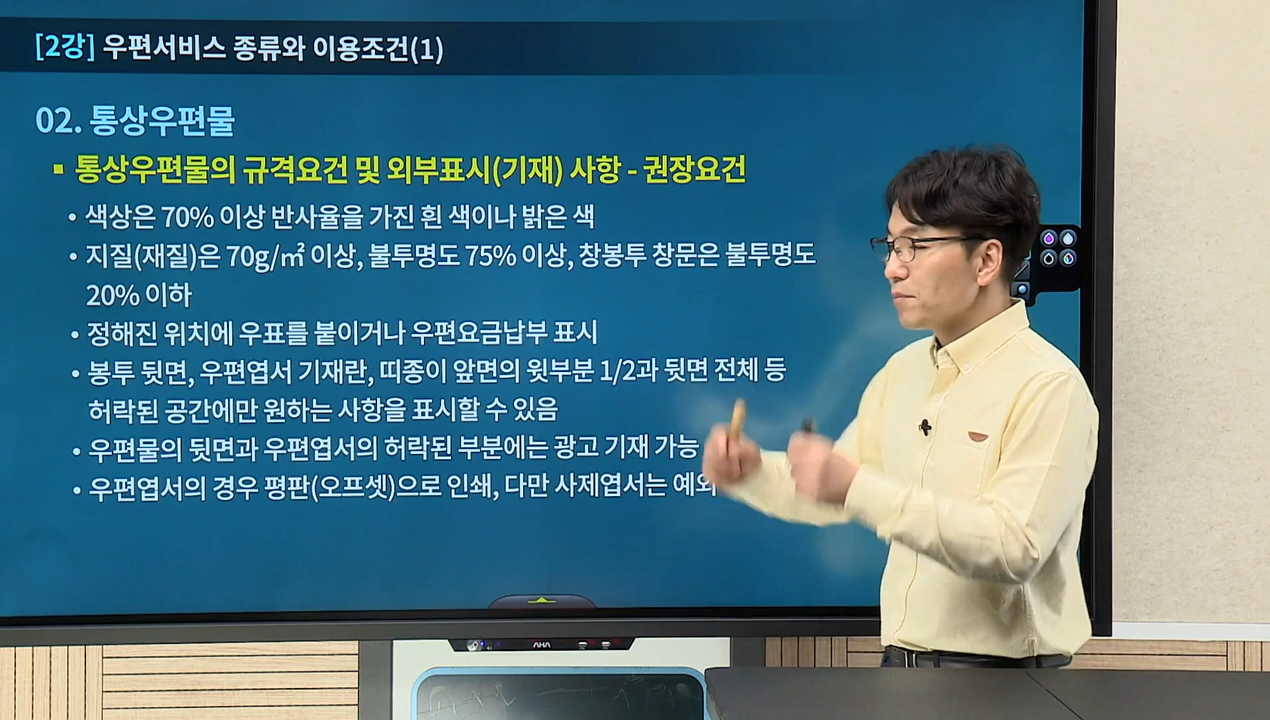 [2강] 우편서비스 종류와 이용조건(1)
02. 통상우편물
▪ 통상우편물의 규격요건 및 외부표시(기재) 사항 - 권장요건
• 색상은 70% 이상 반사율을 가진 흰 색이나 밝은 색
• 지질(재질)은 70g/㎡ 이상, 불투명도 75% 이상, 창봉투 창문은 불투명도
20% 이하
• 정해진 위치에 우표를 붙이거나 우편요금납부 표시
• 봉투 뒷면, 우편엽서 기재란, 띠종이 앞면의 윗부분 1/2과 뒷면 전체 등
허락된 공간에만 원하는 사항을 표시할 수 있음
• 우편물의 뒷면과 우편엽서의 허락된 부분에는 광고 기재 가능
• 우편엽서의 경우 평판(오프셋)으로 인쇄, 다만 사제엽서는 예외
AHA